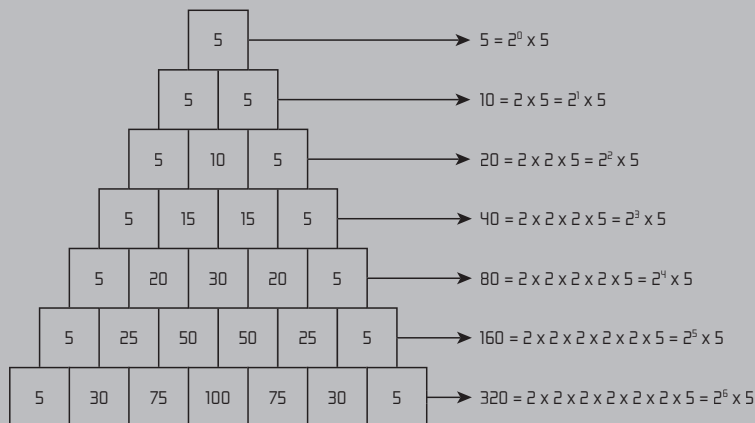 5 5 = 2⁰ x 5
5 5 10 = 2 x 5 = 2¹ x 5
5 10 5 20 = 2 x 2 x 5 = 2² x 5
5 15 15 5 40 = 2 x 2 x 2 x 5 = 2³ x 5
5 20 30 20 5 80 = 2 x 2 x 2 x 2 x 5 = 2⁴ x 5
5 25 50 50 25 5 160 = 2 x 2 x 2 x 2 x 2 x 5 = 2⁵ x 5
5 30 75 100 75 30 5 320 = 2 x 2 x 2 x 2 x 2 x 2 x 5 = 2⁶ x 5